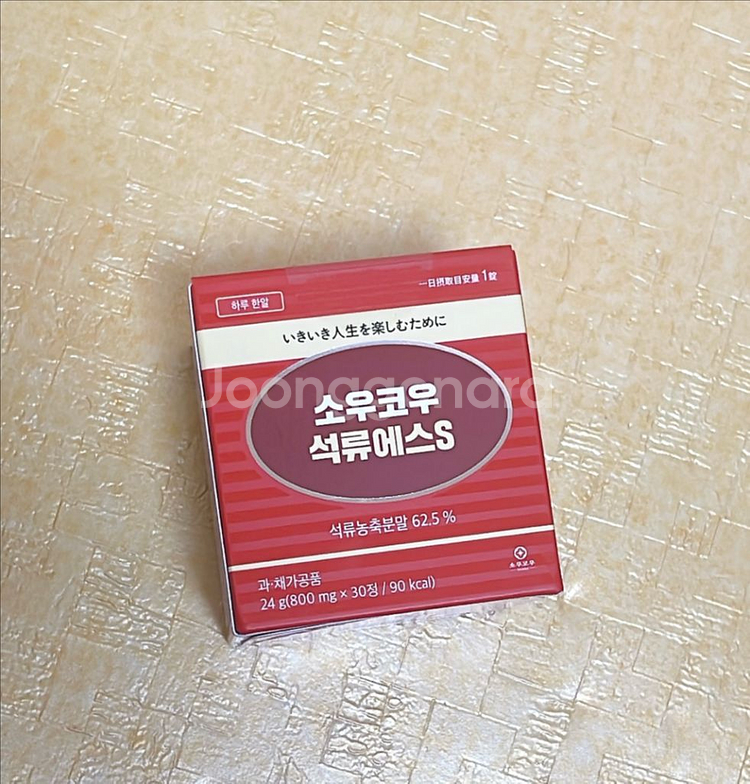 하루 한알
一日摂取目安量 1錠
いきいき人生を楽しむために
Joonggonara
소우코우
석류에스S
석류농축분말 62.5 %
과·채가공품
24 g(800 mg × 30정 / 90 kcal)
소우코우